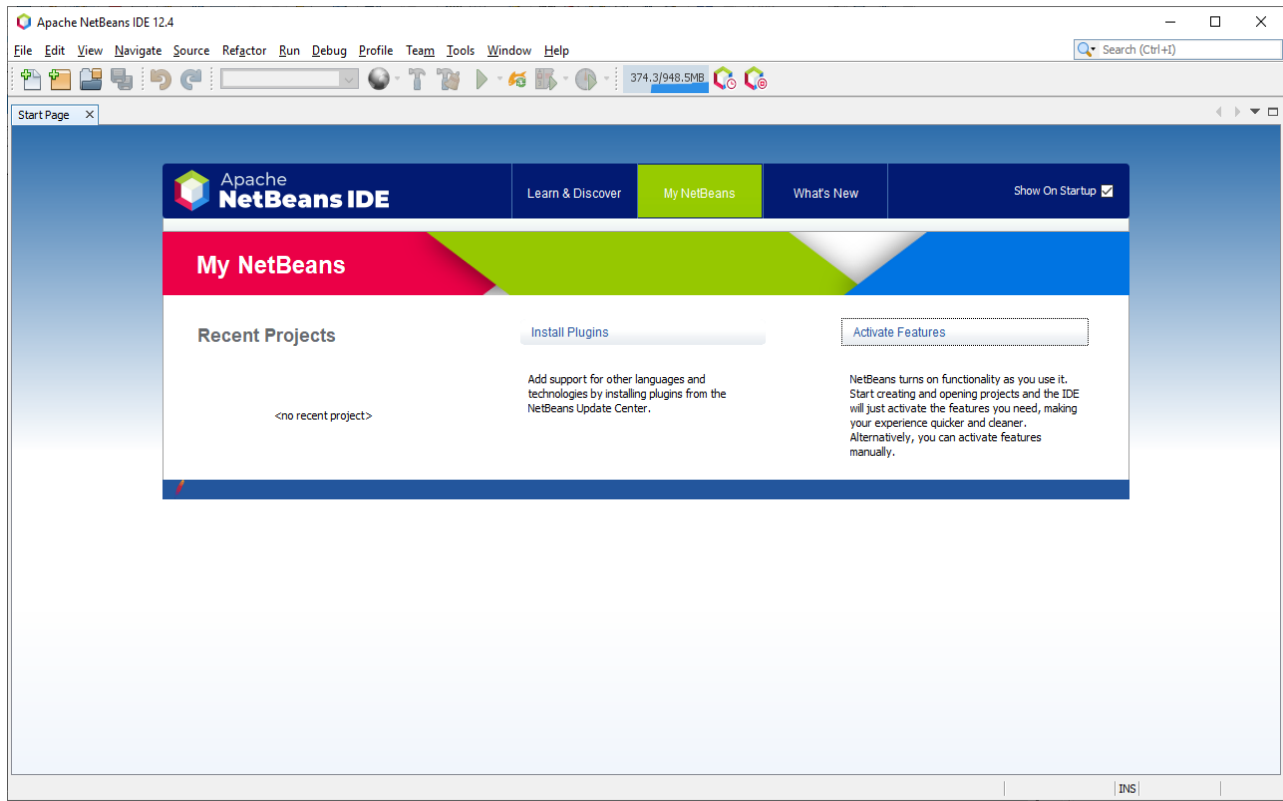 Apache NetBeans IDE 12.4
File Edit View Navigate Source Refactor Run Debug Profile Team Tools Window Help
Search (Ctrl+I)
374.3/948.5MB
Start Page
Apache
NetBeans IDE
Learn & Discover
My NetBeans
What's New
Show On Startup
My NetBeans
Recent Projects
<no recent project>
Install Plugins
Add support for other languages and
technologies by installing plugins from the
NetBeans Update Center.
Activate Features
NetBeans turns on functionality as you use it.
Start creating and opening projects and the IDE
will just activate the features you need, making
your experience quicker and cleaner.
Alternatively, you can activate features
manually.
INS